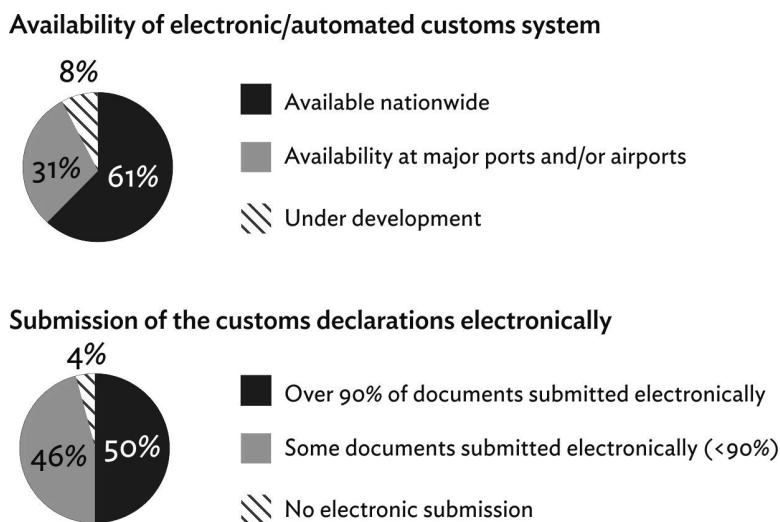 Availability of electronic/automated customs system
8%
31%
61%
Available nationwide
Availability at major ports and/or airports
Under development
Submission of the customs declarations electronically
4%
46%
50%
Over 90% of documents submitted electronically
Some documents submitted electronically (<90%)
No electronic submission